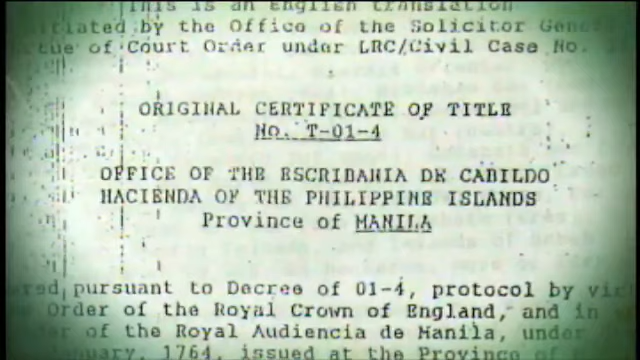 This is an English translation
by the Office of the Solicitor
of Court Order under LRC/Civil Case No.
ORIGINAL CERTIFICATE OF TITLE
No. T-01-4
OFFICE OF THE ESCRIBANIA DE CABILDO
HACIENDA OF THE PHILIPPINE ISLANDS
Province of MANILA
pursuant to Decree of 01-4, protocol by
Order of the Royal Crown of England, and in
of the Royal Audiencia de Manila, under
1764, issued at the Province